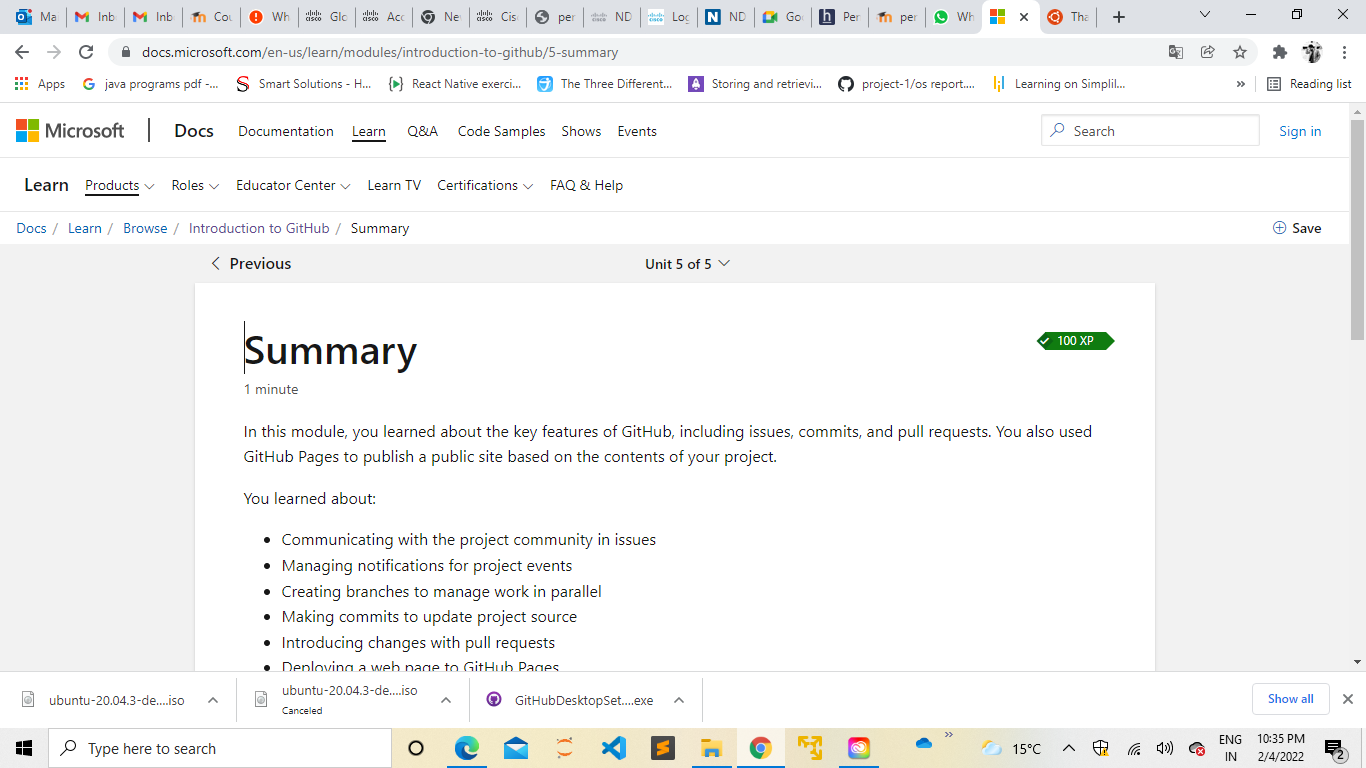 Ma
Inb
Inb
Cou
Wh
Glo
Acc
Ne
Cis
per
ND
Log
ND
Goo
Per
per
Wh
Tha
docs.microsoft.com/en-us/learn/modules/introduction-to-github/5-summary
Apps
java programs pdf -...
Smart Solutions - H...
React Native exerci...
The Three Different...
Storing and retrievi...
project-1/os report....
Learning on Simplil...
»
Reading list
Microsoft
Docs
Documentation
Learn
Q&A
Code Samples
Shows
Events
Search
Sign in
Learn
Products
Roles
Educator Center
Learn TV
Certifications
FAQ & Help
Docs / Learn / Browse / Introduction to GitHub / Summary
Save
Previous
Unit 5 of 5
Summary
100 XP
1 minute
In this module, you learned about the key features of GitHub, including issues, commits, and pull requests. You also used
GitHub Pages to publish a public site based on the contents of your project.
You learned about:
• Communicating with the project community in issues
• Managing notifications for project events
• Creating branches to manage work in parallel
• Making commits to update project source
• Introducing changes with pull requests
• Deploying a web page to GitHub Pages
ubuntu-20.04.3-de....iso
ubuntu-20.04.3-de....iso
Canceled
GitHubDesktopSet....exe
Show all
Type here to search
»
15°C
ENG
IN
10:35 PM
2/4/2022
2